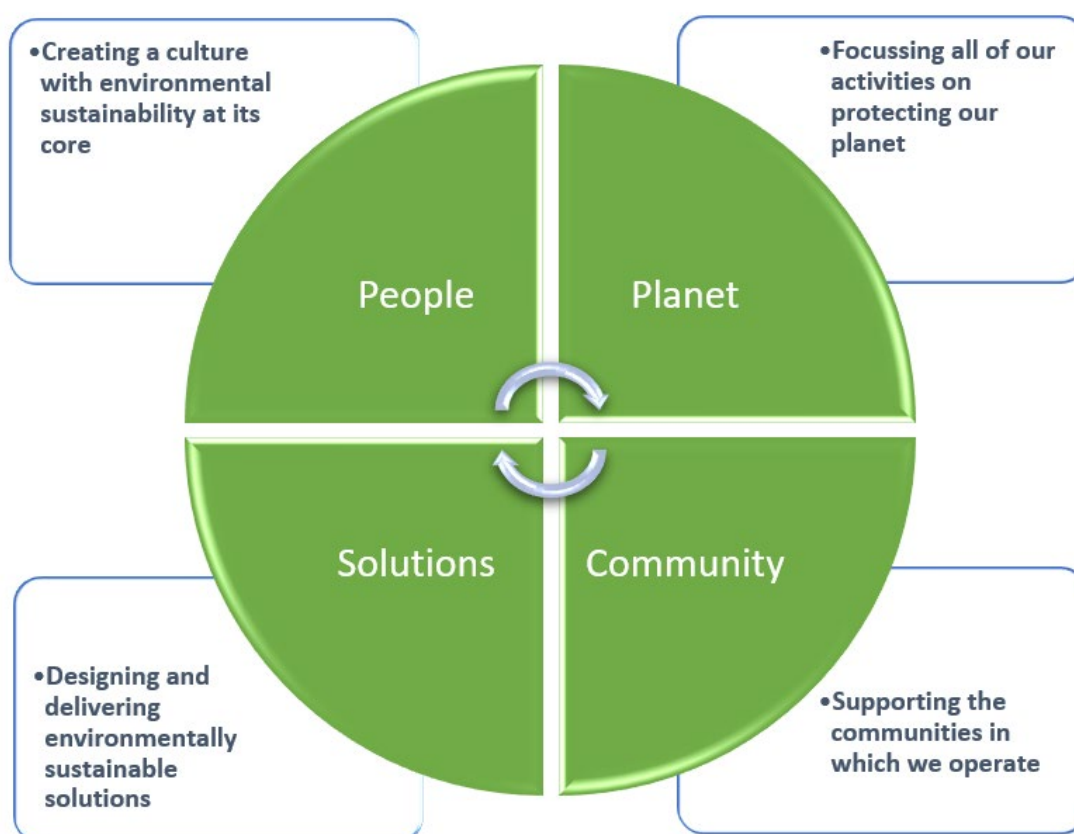 •Creating a culture
with environmental
sustainability at its
core
•Focussing all of our
activities on
protecting our
planet
People
Planet
Solutions
Community
•Designing and
delivering
environmentally
sustainable
solutions
•Supporting the
communities in
which we operate